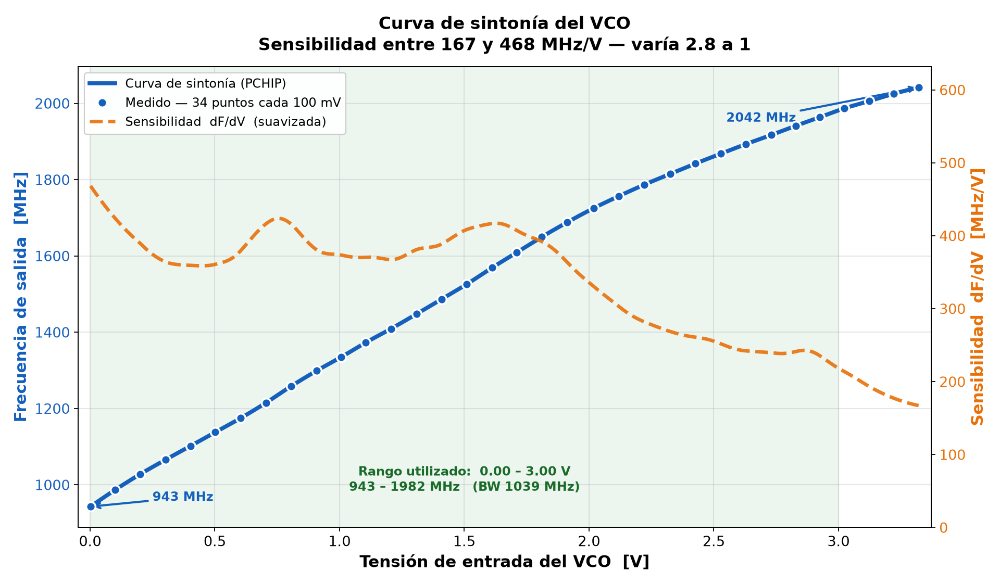 Curva de sintonía del VCO
Sensibilidad entre 167 y 468 MHz/V — varía 2.8 a 1
Curva de sintonía (PCHIP)
Medido — 34 puntos cada 100 mV
Sensibilidad  dF/dV  (suavizada)
Frecuencia de salida  [MHz]
2000
1800
1600
1400
1200
1000
2042 MHz
943 MHz
Rango utilizado:  0.00 – 3.00 V
943 – 1982 MHz   (BW 1039 MHz)
600
500
400
300
200
100
0
Sensibilidad  dF/dV  [MHz/V]
0.0 0.5 1.0 1.5 2.0 2.5 3.0
Tensión de entrada del VCO  [V]